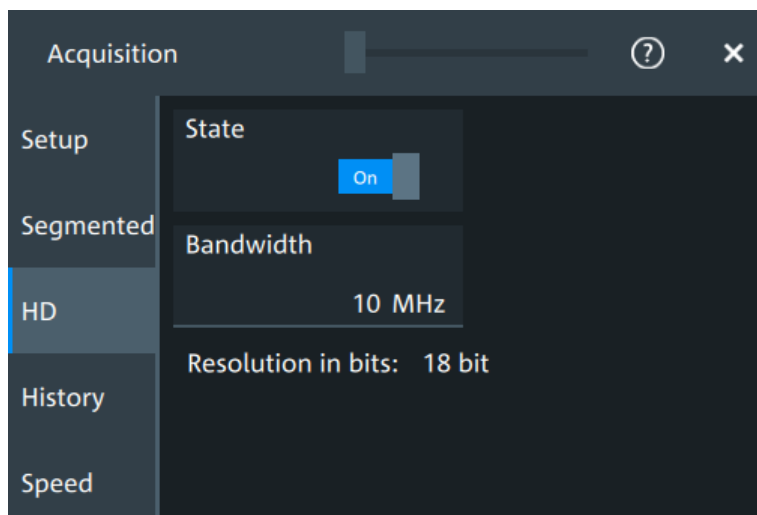 Acquisition
?
Setup
Segmented
HD
History
Speed
State
On
Bandwidth
10 MHz
Resolution in bits: 18 bit